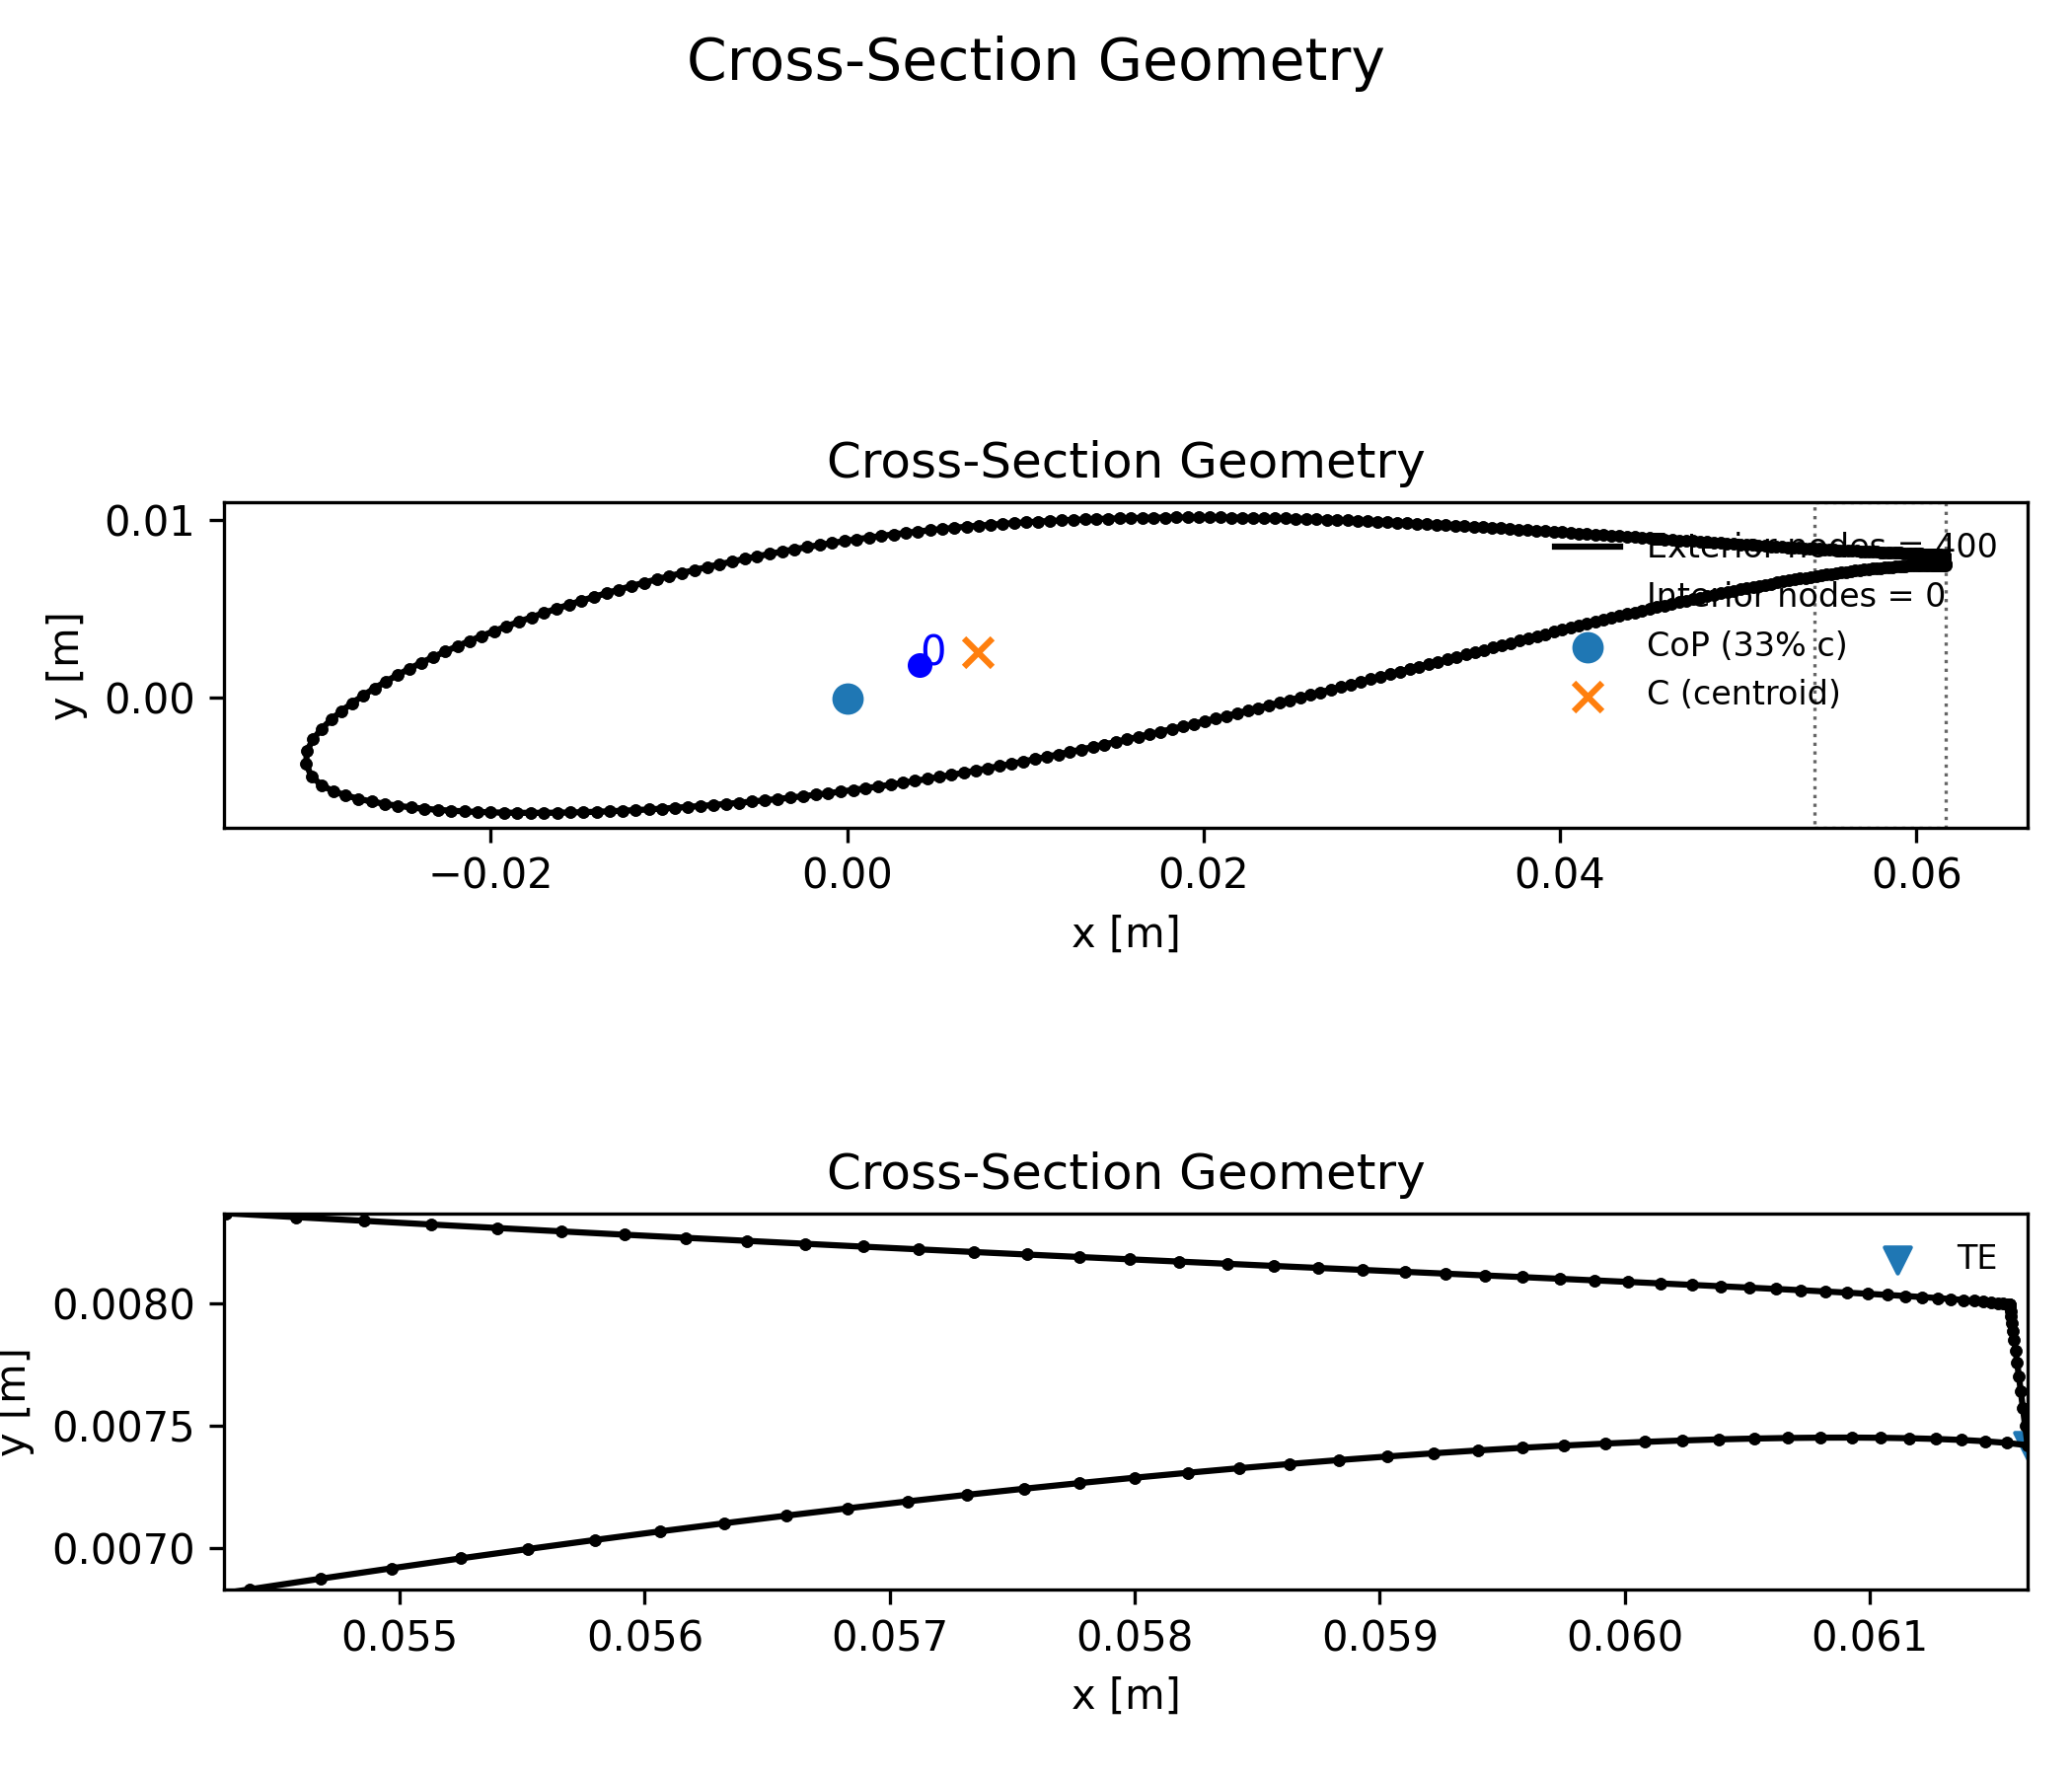 Cross-Section Geometry
Cross-Section Geometry
0.01
0.00
y [m]
0
Exterior nodes = 400
Interior nodes = 0
CoP (33% c)
C (centroid)
−0.02 0.00 0.02 0.04 0.06
x [m]
Cross-Section Geometry
TE
0.0080
0.0075
0.0070
y [m]
0.055 0.056 0.057 0.058 0.059 0.060 0.061
x [m]